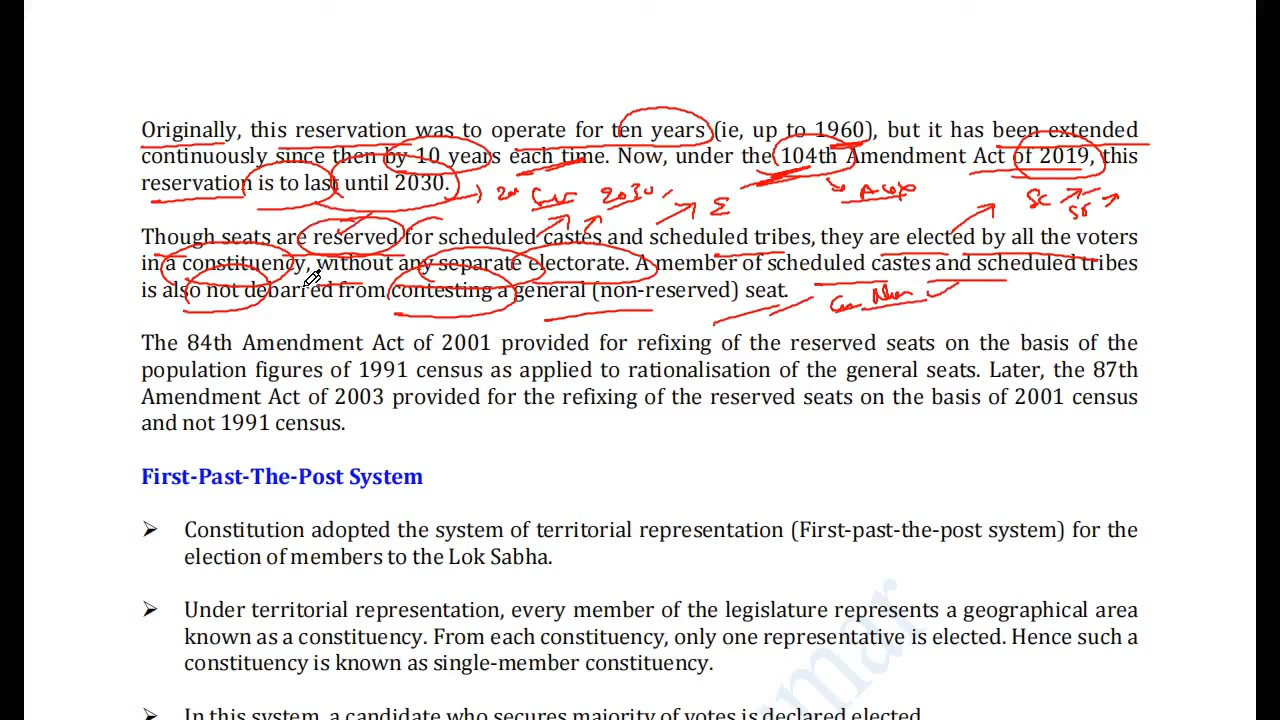 Originally, this reservation was to operate for ten years (ie, up to 1960), but it has been extended
continuously since then by 10 years each time. Now, under the 104th Amendment Act of 2019, this
reservation is to last until 2030.
2030
SC
ST
Though seats are reserved for scheduled castes and scheduled tribes, they are elected by all the voters
in a constituency, without any separate electorate. A member of scheduled castes and scheduled tribes
is also not debarred from contesting a general (non-reserved) seat.
The 84th Amendment Act of 2001 provided for refixing of the reserved seats on the basis of the
population figures of 1991 census as applied to rationalisation of the general seats. Later, the 87th
Amendment Act of 2003 provided for the refixing of the reserved seats on the basis of 2001 census
and not 1991 census.
First-Past-The-Post System
➢ Constitution adopted the system of territorial representation (First-past-the-post system) for the
election of members to the Lok Sabha.
➢ Under territorial representation, every member of the legislature represents a geographical area
known as a constituency. From each constituency, only one representative is elected. Hence such a
constituency is known as single-member constituency.
➢ In this system, a candidate who secures majority of votes is declared elected.